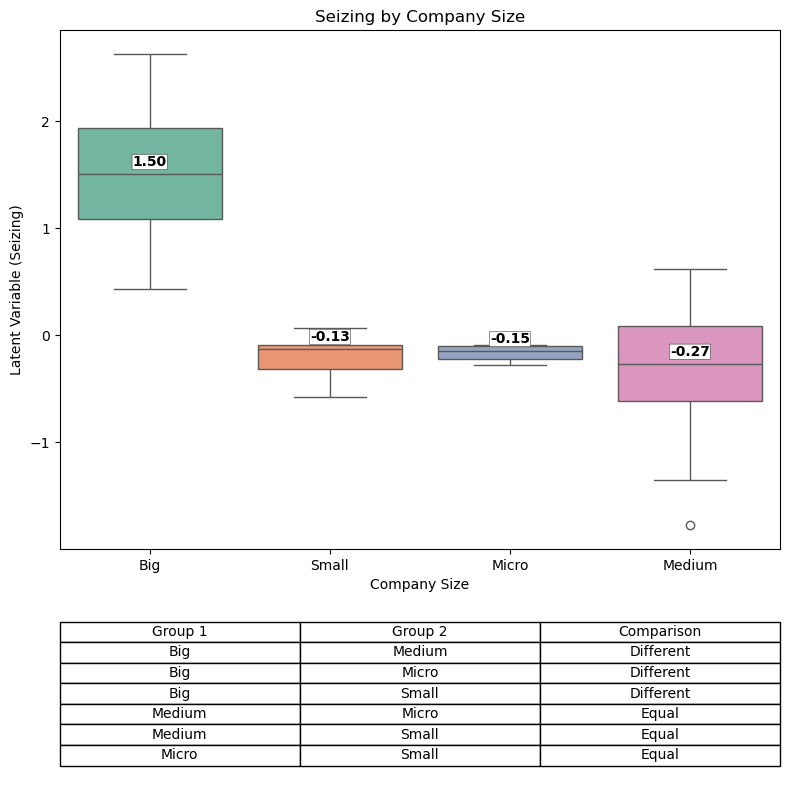 Seizing by Company Size
Latent Variable (Seizing)
2
1
0
−1
1.50
-0.13
-0.15
-0.27
Big Small Micro Medium
Company Size
Group 1 Group 2 Comparison
Big Medium Different
Big Micro Different
Big Small Different
Medium Micro Equal
Medium Small Equal
Micro Small Equal